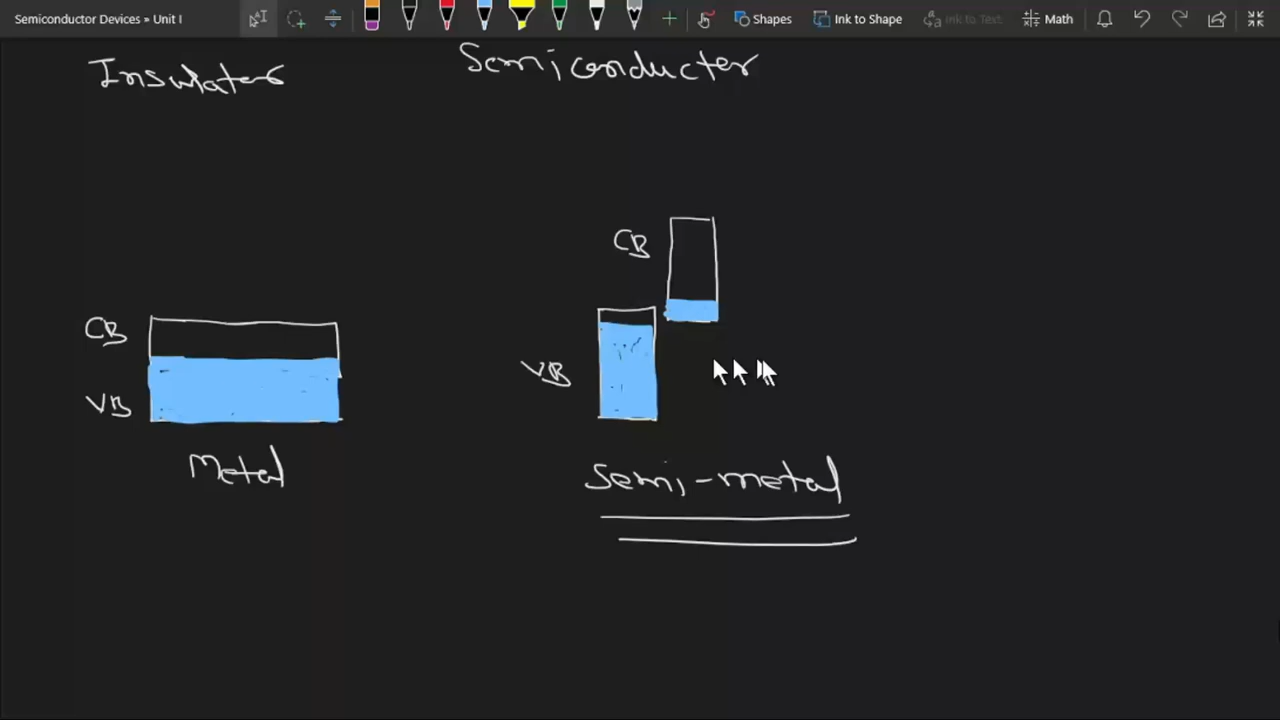 Semiconductor Devices » Unit I
Shapes
Ink to Shape
Ink to Text
Math
Insulator
Semiconductor
CB
CB
VB
VB
Metal
Semi-metal